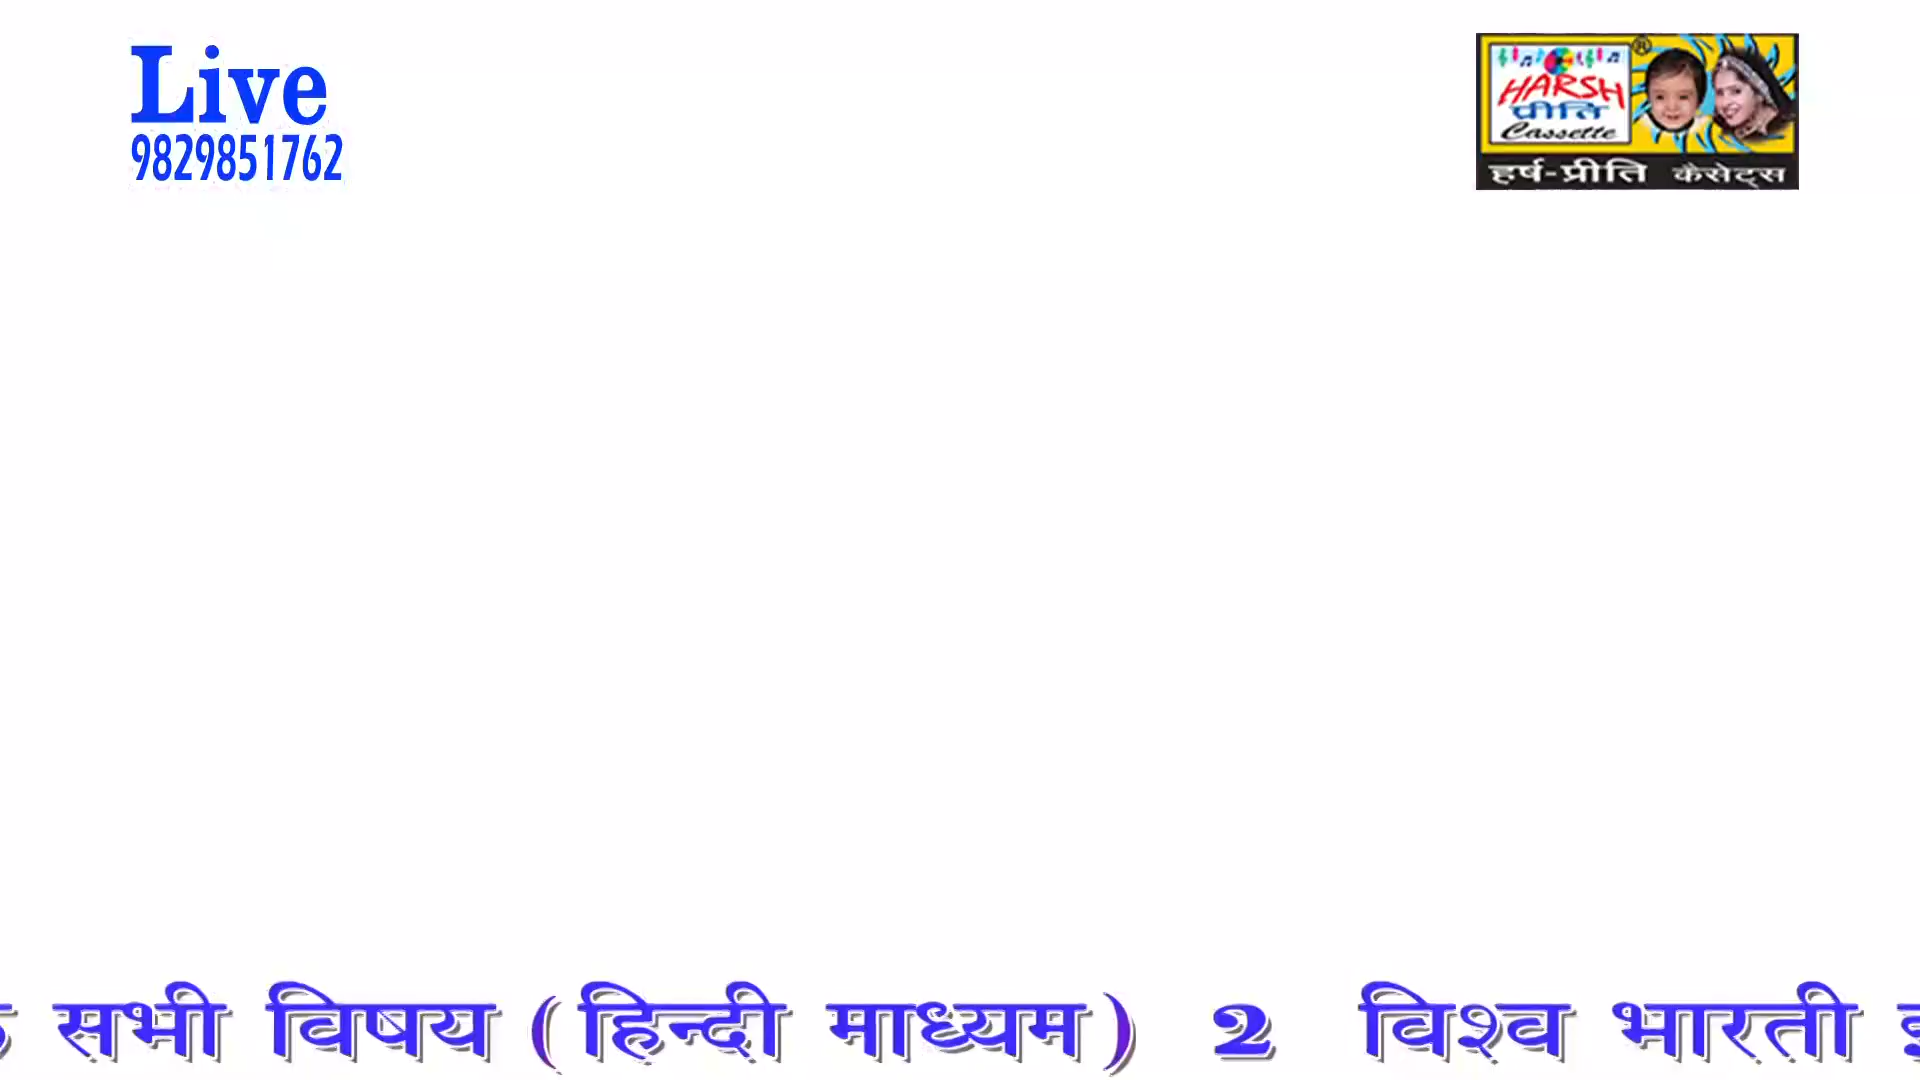 Live
9829851762
HARSH
प्रीति
Cassette
हर्ष-प्रीति कैसेट्स
सभी विषय (हिन्दी माध्यम) 2 विश्व भारती